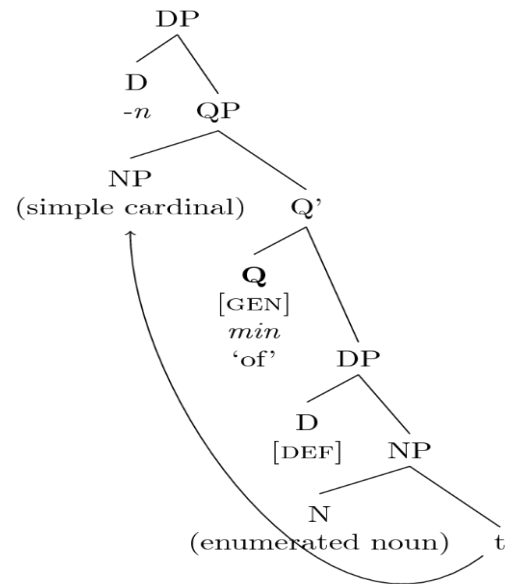 DP
D
-n
QP
NP
(simple cardinal)
Q'
Q
[GEN]
min
‘of’
DP
D
[DEF]
NP
N
(enumerated noun)
t